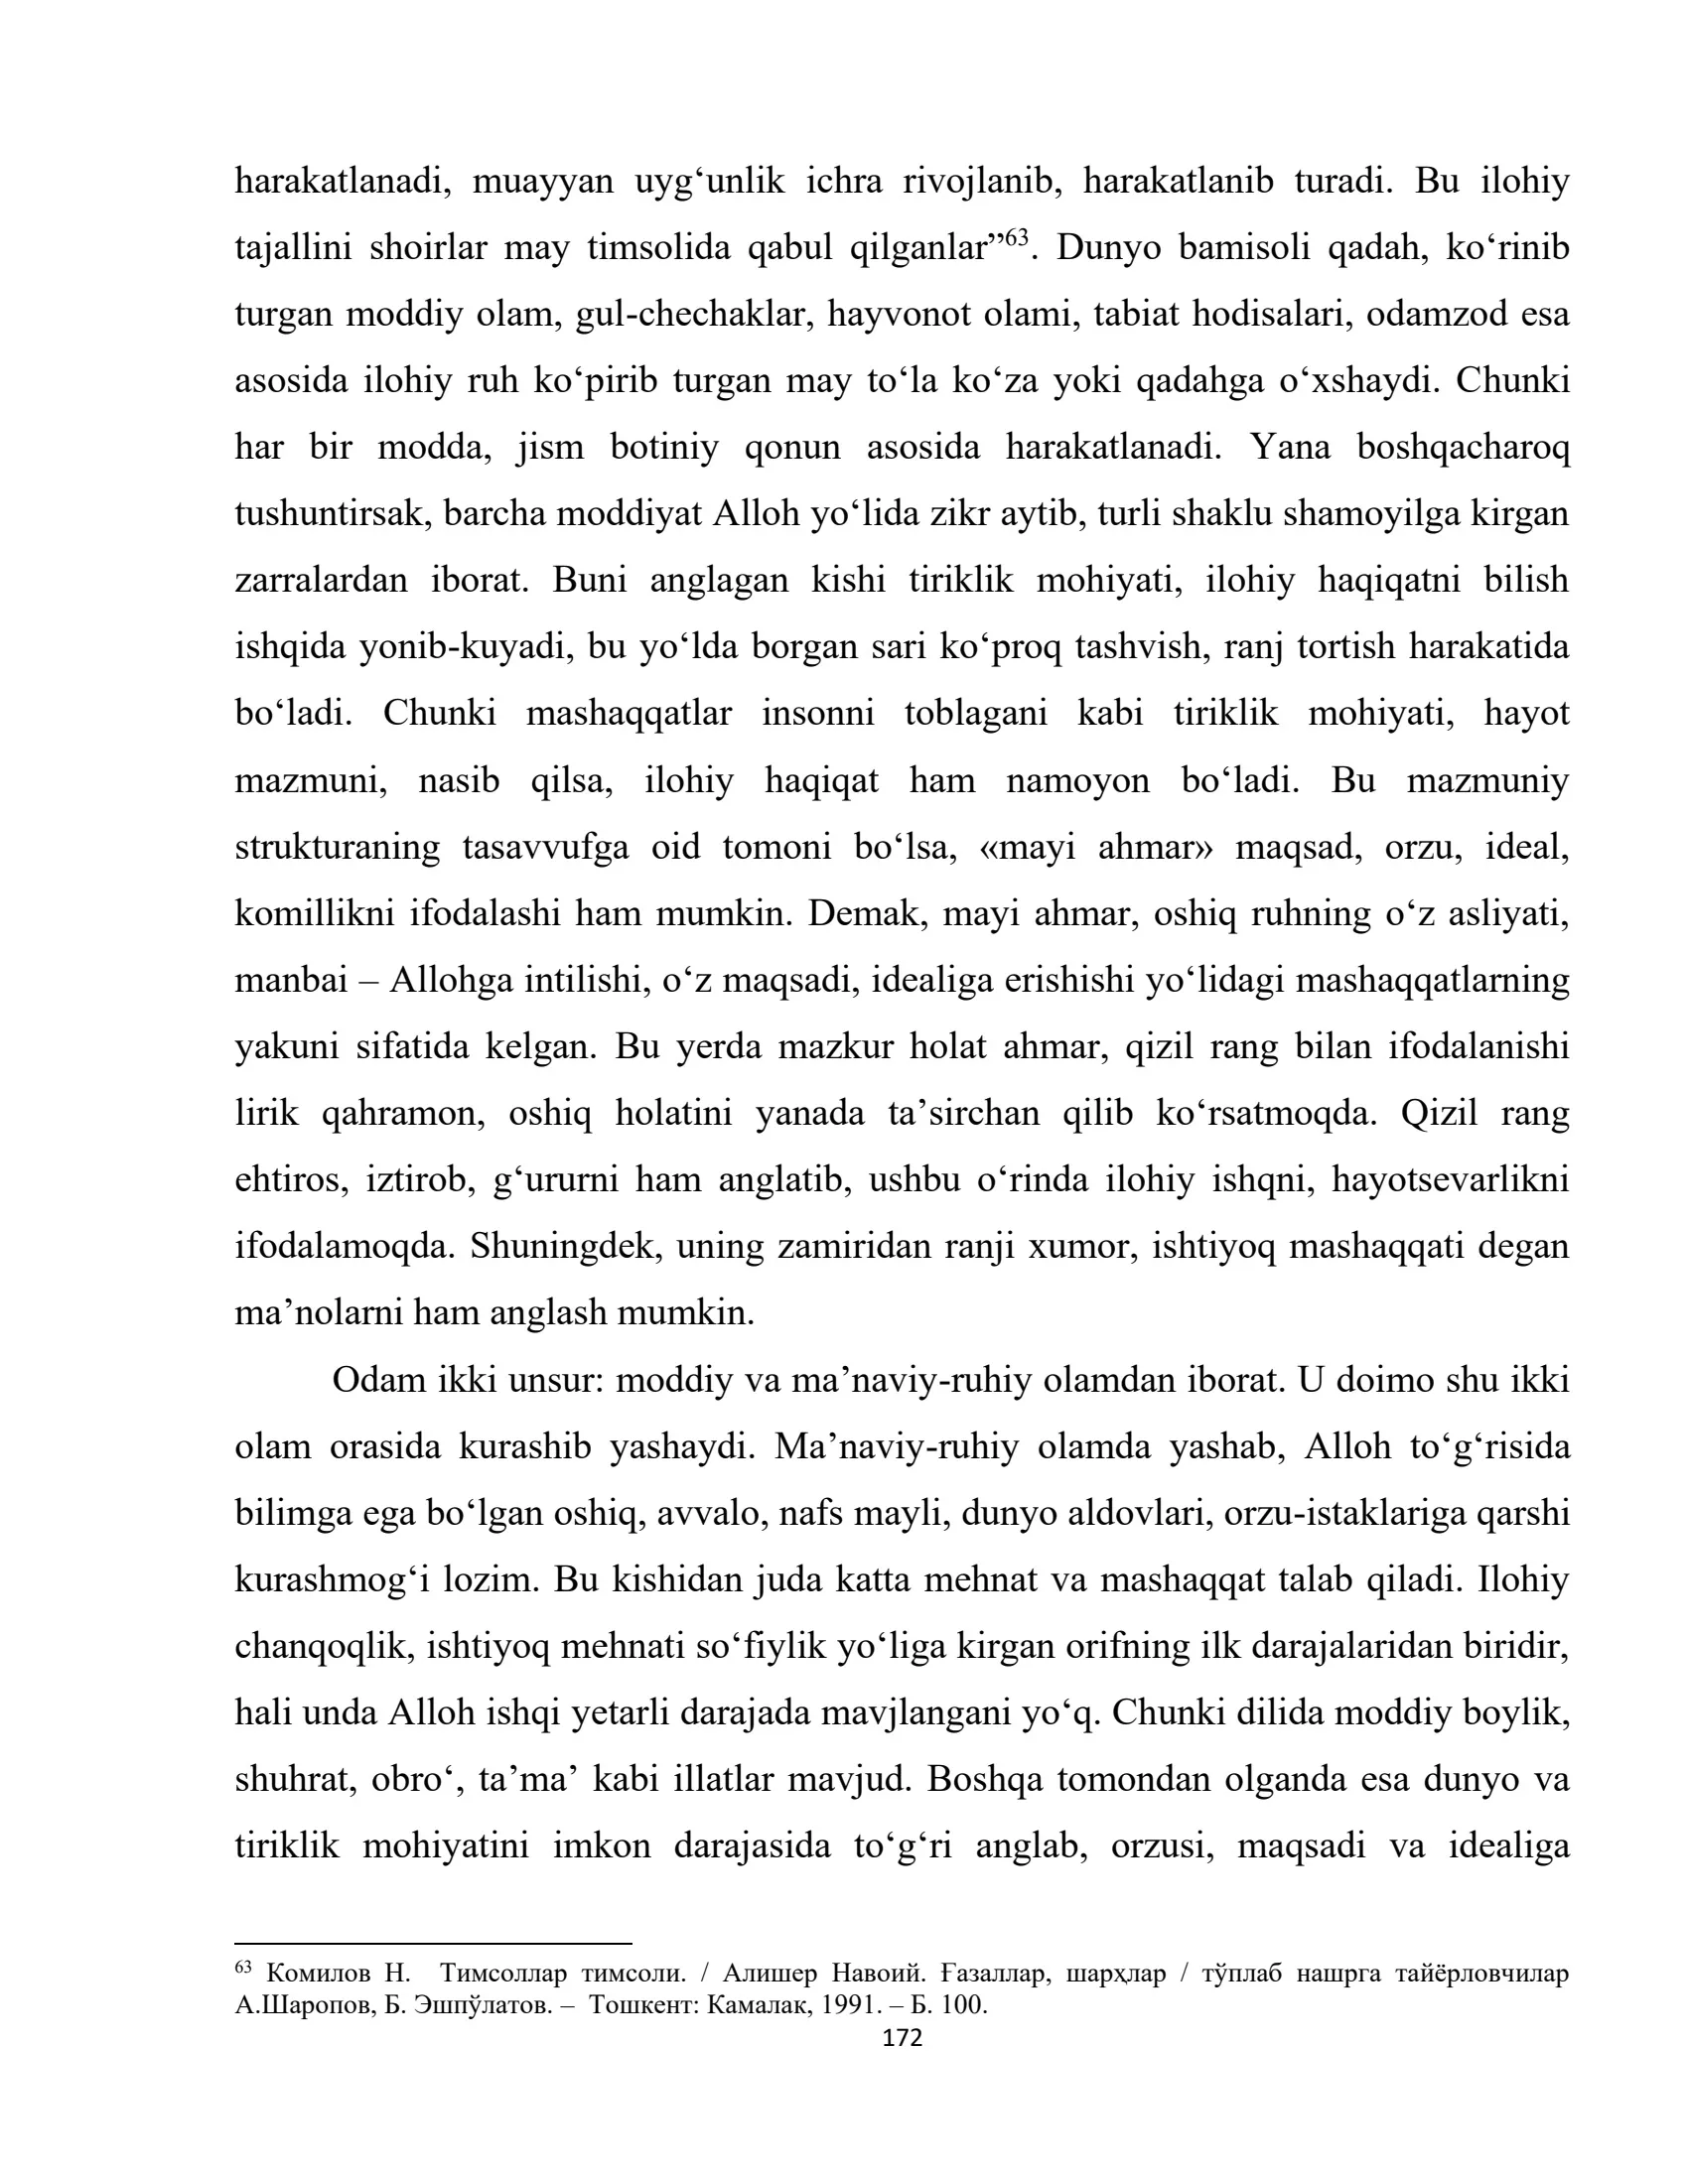 harakatlanadi, muayyan uyg‘unlik ichra rivojlanib, harakatlanib turadi. Bu ilohiy
tajallini shoirlar may timsolida qabul qilganlar”63. Dunyo bamisoli qadah, ko‘rinib
turgan moddiy olam, gul-chechaklar, hayvonot olami, tabiat hodisalari, odamzod esa
asosida ilohiy ruh ko‘pirib turgan may to‘la ko‘za yoki qadahga o‘xshaydi. Chunki
har bir modda, jism botiniy qonun asosida harakatlanadi. Yana boshqacharoq
tushuntirsak, barcha moddiyat Alloh yo‘lida zikr aytib, turli shaklu shamoyilga kirgan
zarralardan iborat. Buni anglagan kishi tiriklik mohiyati, ilohiy haqiqatni bilish
ishqida yonib-kuyadi, bu yo‘lda borgan sari ko‘proq tashvish, ranj tortish harakatida
bo‘ladi. Chunki mashaqqatlar insonni toblagani kabi tiriklik mohiyati, hayot
mazmuni, nasib qilsa, ilohiy haqiqat ham namoyon bo‘ladi. Bu mazmuniy
strukturaning tasavvufga oid tomoni bo‘lsa, «mayi ahmar» maqsad, orzu, ideal,
komillikni ifodalashi ham mumkin. Demak, mayi ahmar, oshiq ruhning o‘z asliyati,
manbai – Allohga intilishi, o‘z maqsadi, idealiga erishishi yo‘lidagi mashaqqatlarning
yakuni sifatida kelgan. Bu yerda mazkur holat ahmar, qizil rang bilan ifodalanishi
lirik qahramon, oshiq holatini yanada ta’sirchan qilib ko‘rsatmoqda. Qizil rang
ehtiros, iztirob, g‘ururni ham anglatib, ushbu o‘rinda ilohiy ishqni, hayotsevarlikni
ifodalamoqda. Shuningdek, uning zamiridan ranji xumor, ishtiyoq mashaqqati degan
ma’nolarni ham anglash mumkin.
Odam ikki unsur: moddiy va ma’naviy-ruhiy olamdan iborat. U doimo shu ikki
olam orasida kurashib yashaydi. Ma’naviy-ruhiy olamda yashab, Alloh to‘g‘risida
bilimga ega bo‘lgan oshiq, avvalo, nafs mayli, dunyo aldovlari, orzu-istaklariga qarshi
kurashmog‘i lozim. Bu kishidan juda katta mehnat va mashaqqat talab qiladi. Ilohiy
chanqoqlik, ishtiyoq mehnati so‘fiylik yo‘liga kirgan orifning ilk darajalaridan biridir,
hali unda Alloh ishqi yetarli darajada mavjlangani yo‘q. Chunki dilida moddiy boylik,
shuhrat, obro‘, ta’ma’ kabi illatlar mavjud. Boshqa tomondan olganda esa dunyo va
tiriklik mohiyatini imkon darajasida to‘g‘ri anglab, orzusi, maqsadi va idealiga
63 Комилов Н. Тимсоллар тимсоли. / Алишер Навоий. Ғазаллар, шарҳлар / тўплаб нашрга тайёрловчилар
А.Шаропов, Б. Эшпўлатов. – Тошкент: Камалак, 1991. – Б. 100.
172